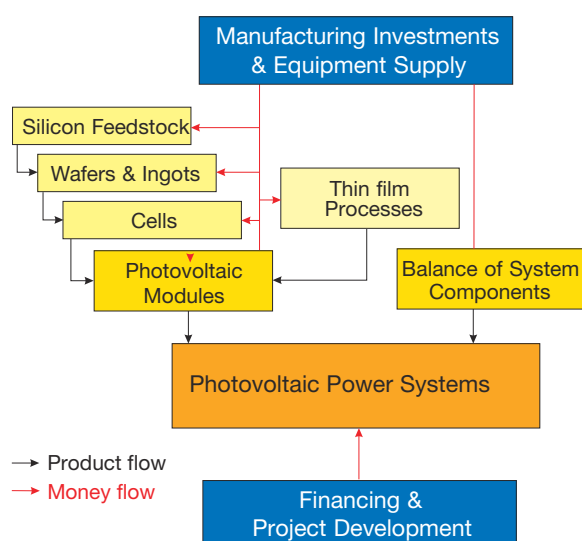 Manufacturing Investments
& Equipment Supply
Silicon Feedstock
Wafers & Ingots
Thin film
Processes
Cells
Photovoltaic
Modules
Balance of System
Components
Photovoltaic Power Systems
Product flow
Money flow
Financing &
Project Development